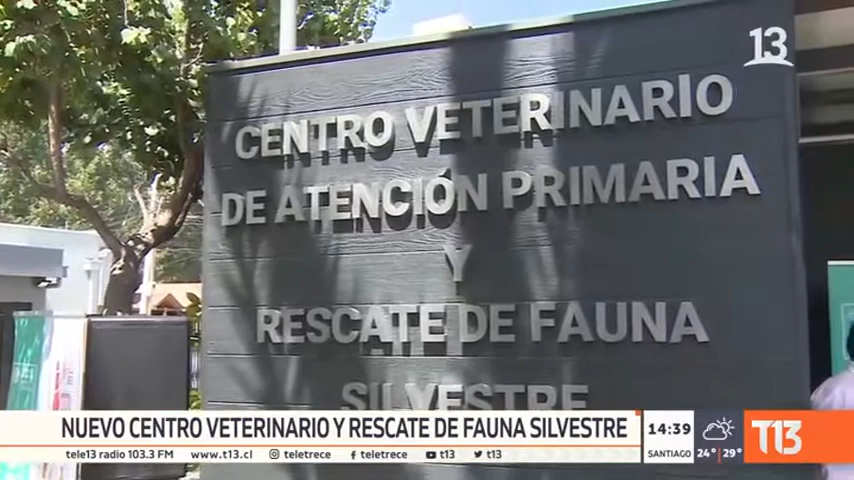 13
CENTRO VETERINARIO
DE ATENCIÓN PRIMARIA
Y
RESCATE DE FAUNA
SILVESTRE
NUEVO CENTRO VETERINARIO Y RESCATE DE FAUNA SILVESTRE
14:39
SANTIAGO
24° 29°
T13
tele13 radio 103.3 FM www.t13.cl teletrece teletrece t13 t13